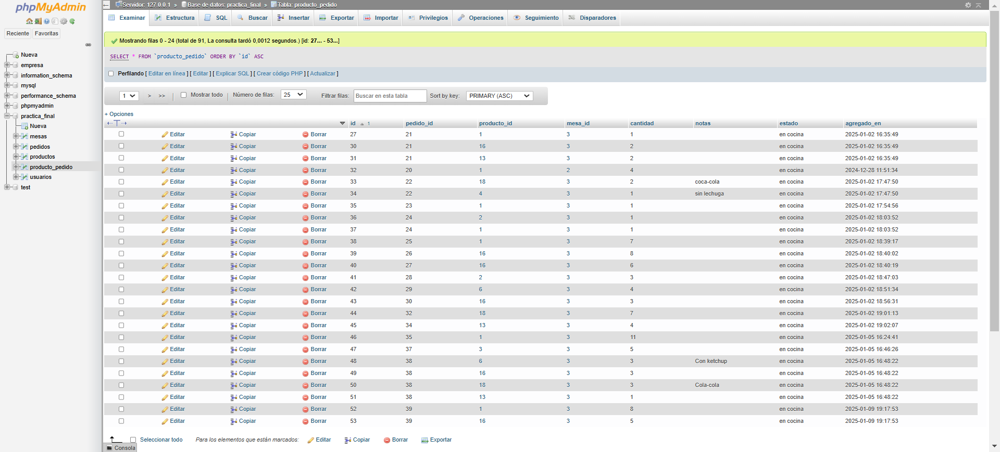 phpMyAdmin
Reciente Favoritas
Nueva
empresa
information_schema
mysql
performance_schema
phpmyadmin
practica_final
Nueva
mesas
pedidos
productos
producto_pedido
usuarios
test
Servidor: 127.0.0.1 » Base de datos: practica_final » Tabla: producto_pedido
Examinar Estructura SQL Buscar Insertar Exportar Importar Privilegios Operaciones Seguimiento Disparadores
Mostrando filas 0 - 24 (total de 91, La consulta tardó 0,0012 segundos.) [id: 27... - 53...]
SELECT * FROM `producto_pedido` ORDER BY `id` ASC
Perfilando [ Editar en línea ] [ Editar ] [ Explicar SQL ] [ Crear código PHP ] [ Actualizar ]
1 > >> Mostrar todo Número de filas: 25 Filtrar filas: Buscar en esta tabla Sort by key: PRIMARY (ASC)
+ Opciones
←T→ id 1 pedido_id producto_id mesa_id cantidad notas estado agregado_en
Editar Copiar Borrar 27 21 1 3 1 en cocina 2025-01-02 16:35:49
Editar Copiar Borrar 30 21 16 3 2 en cocina 2025-01-02 16:35:49
Editar Copiar Borrar 31 21 13 3 2 en cocina 2025-01-02 16:35:49
Editar Copiar Borrar 32 20 1 2 4 en cocina 2024-12-28 11:51:34
Editar Copiar Borrar 33 22 18 3 2 coca-cola en cocina 2025-01-02 17:47:50
Editar Copiar Borrar 34 22 4 3 1 sin lechuga en cocina 2025-01-02 17:47:50
Editar Copiar Borrar 35 23 1 3 1 en cocina 2025-01-02 17:54:56
Editar Copiar Borrar 36 24 2 3 1 en cocina 2025-01-02 18:03:52
Editar Copiar Borrar 37 24 1 3 1 en cocina 2025-01-02 18:03:52
Editar Copiar Borrar 38 25 1 3 7 en cocina 2025-01-02 18:39:17
Editar Copiar Borrar 39 26 16 3 8 en cocina 2025-01-02 18:40:02
Editar Copiar Borrar 40 27 16 3 6 en cocina 2025-01-02 18:40:19
Editar Copiar Borrar 41 28 2 3 3 en cocina 2025-01-02 18:47:03
Editar Copiar Borrar 42 29 6 3 4 en cocina 2025-01-02 18:51:34
Editar Copiar Borrar 43 30 16 3 3 en cocina 2025-01-02 18:56:31
Editar Copiar Borrar 44 32 18 3 7 en cocina 2025-01-02 19:01:13
Editar Copiar Borrar 45 34 13 3 4 en cocina 2025-01-02 19:02:07
Editar Copiar Borrar 46 35 1 3 11 en cocina 2025-01-05 16:24:41
Editar Copiar Borrar 47 37 3 3 5 en cocina 2025-01-05 16:46:26
Editar Copiar Borrar 48 38 6 3 3 Con ketchup en cocina 2025-01-05 16:48:22
Editar Copiar Borrar 49 38 16 3 3 en cocina 2025-01-05 16:48:22
Editar Copiar Borrar 50 38 18 3 3 Cola-cola en cocina 2025-01-05 16:48:22
Editar Copiar Borrar 51 38 13 3 1 en cocina 2025-01-05 16:48:22
Editar Copiar Borrar 52 39 1 3 8 en cocina 2025-01-09 19:17:53
Editar Copiar Borrar 53 39 16 3 5 en cocina 2025-01-09 19:17:53
Seleccionar todo Para los elementos que están marcados: Editar Copiar Borrar Exportar
Consola